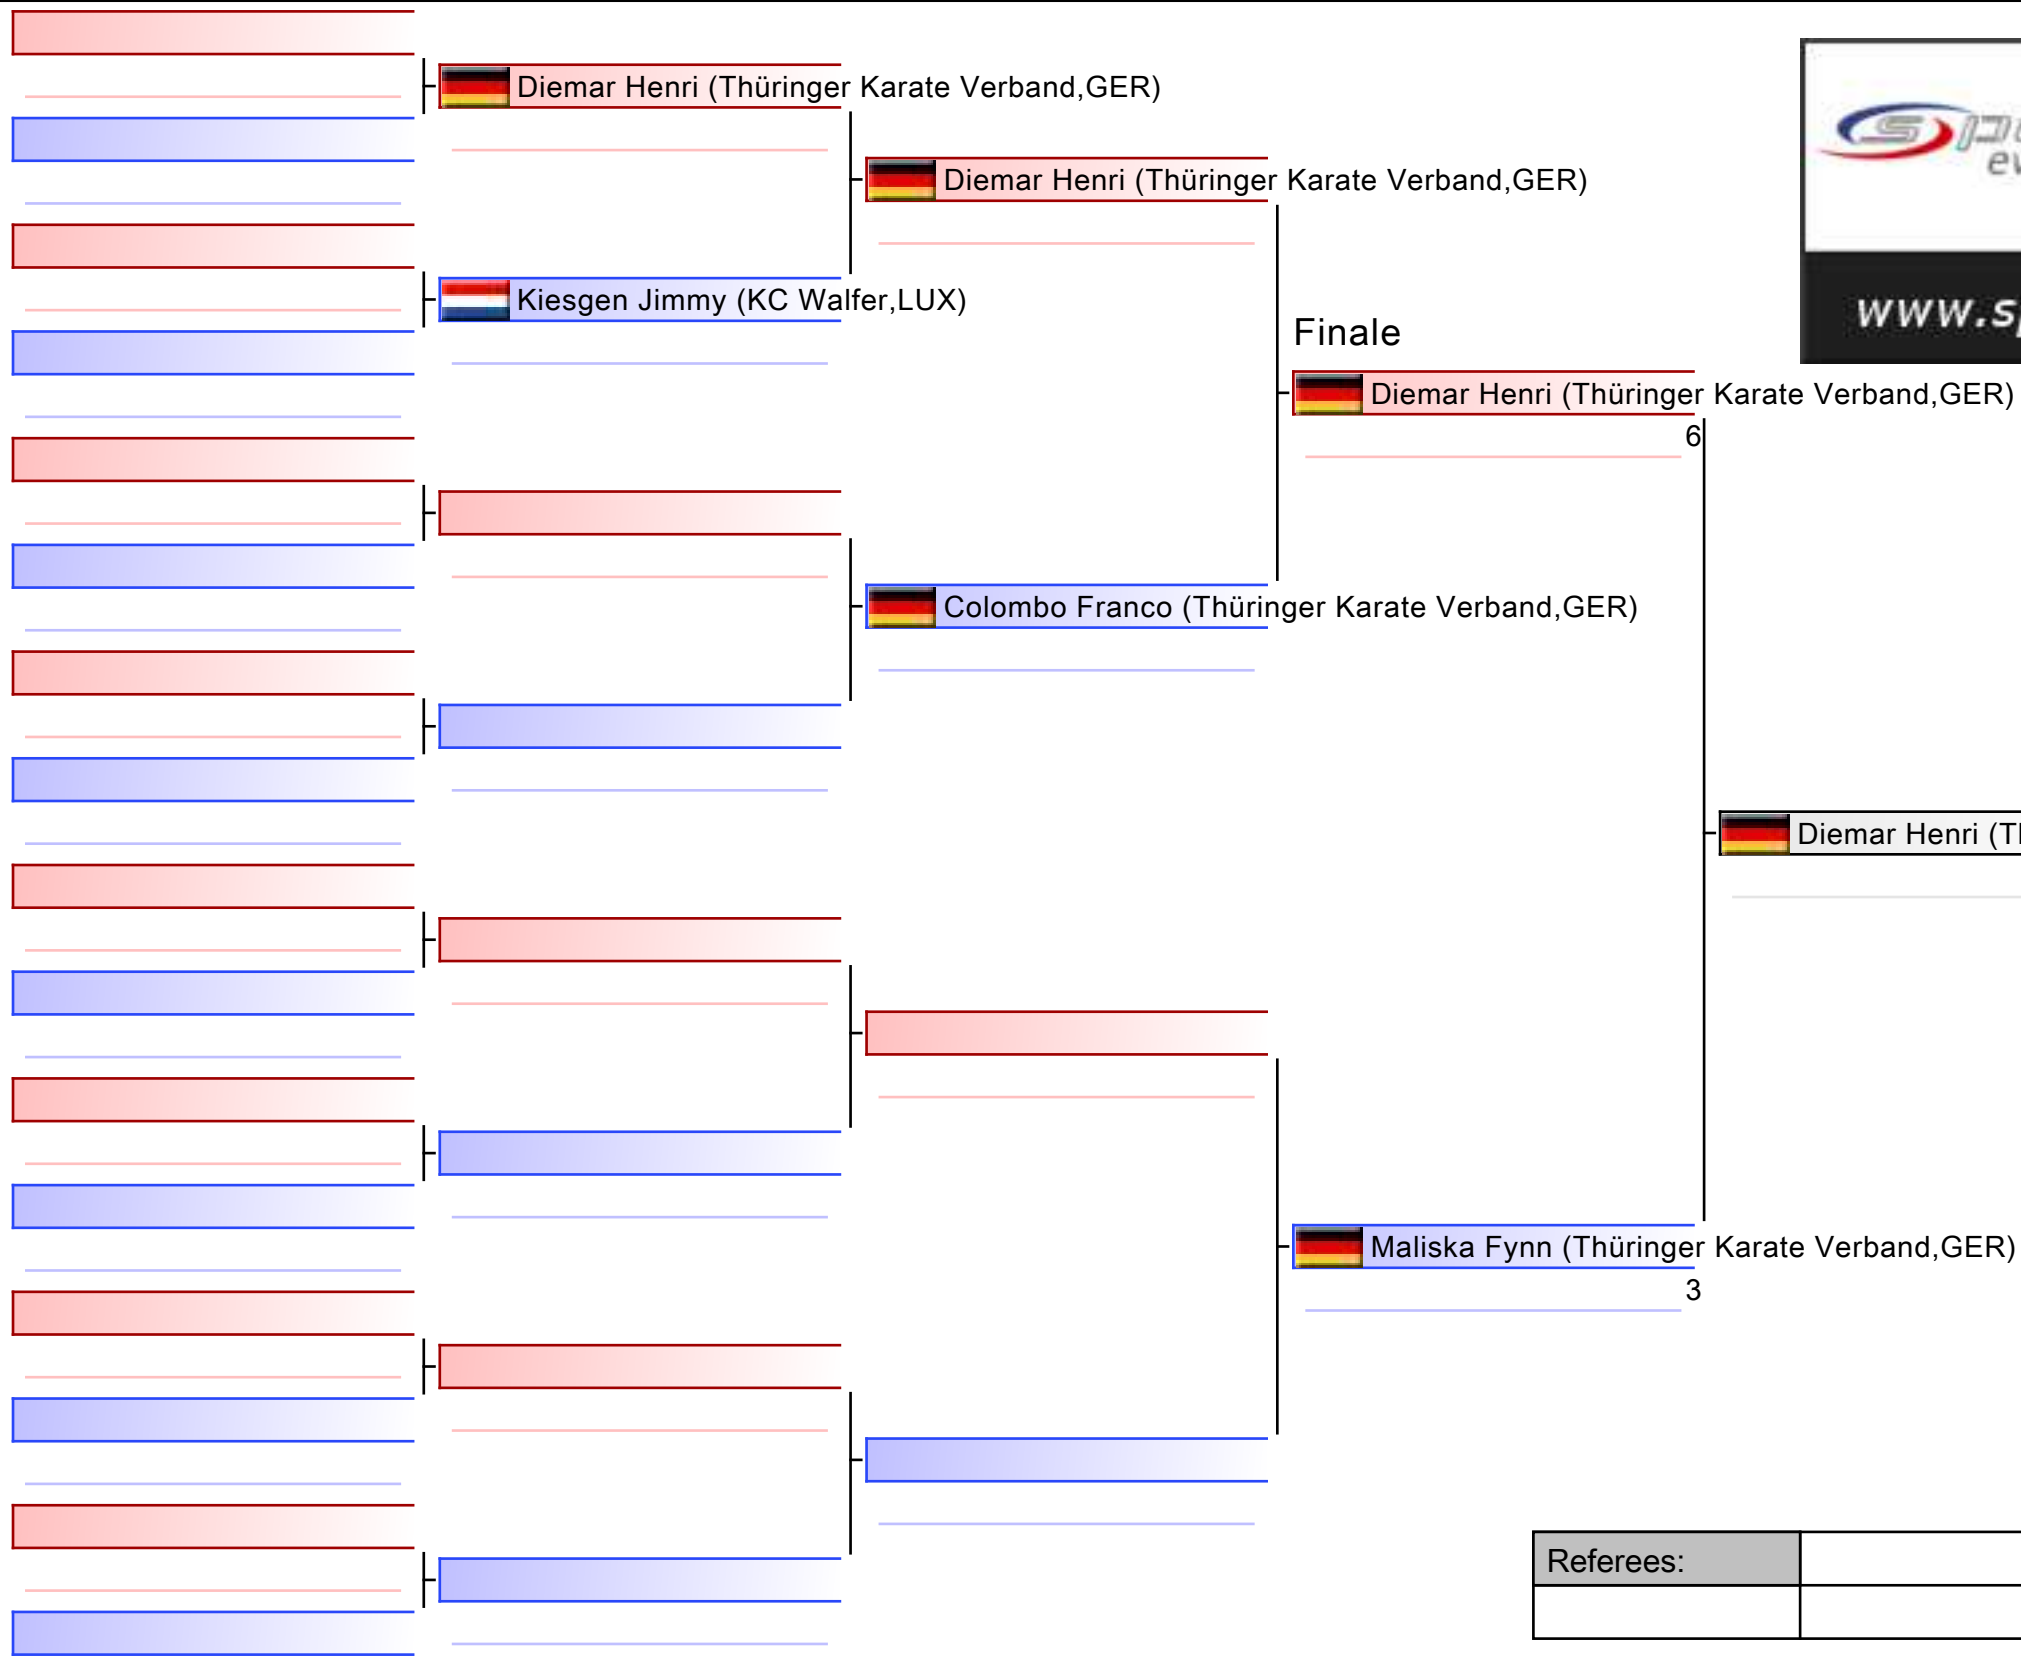 Diemar Henri (Thüringer Karate Verband,GER)
Diemar Henri (Thüringer Karate Verband,GER)
Kiesgen Jimmy (KC Walfer,LUX)
Finale
www.s
Diemar Henri (Thüringer Karate Verband,GER)
6
Colombo Franco (Thüringer Karate Verband,GER)
Diemar Henri (T
Maliska Fynn (Thüringer Karate Verband,GER)
3
Referees: